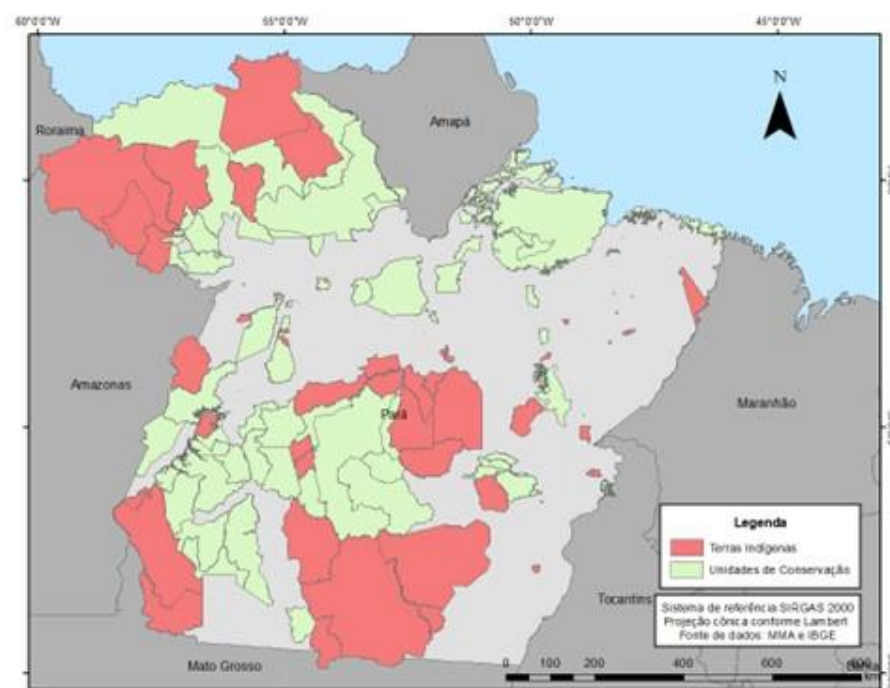 60°0'0"W
55°0'0"W
50°0'0"W
45°0'0"W
N
Roraima
Amapá
Amazonas
Pará
Maranhão
Legenda
Terras Indígenas
Unidades de Conservação
Tocantins
Sistema de referência SIRGAS 2000
Projeção cônica conforme Lambert
Fonte de dados: MMA e IBGE
Mato Grosso
0 50 100 200 400 600